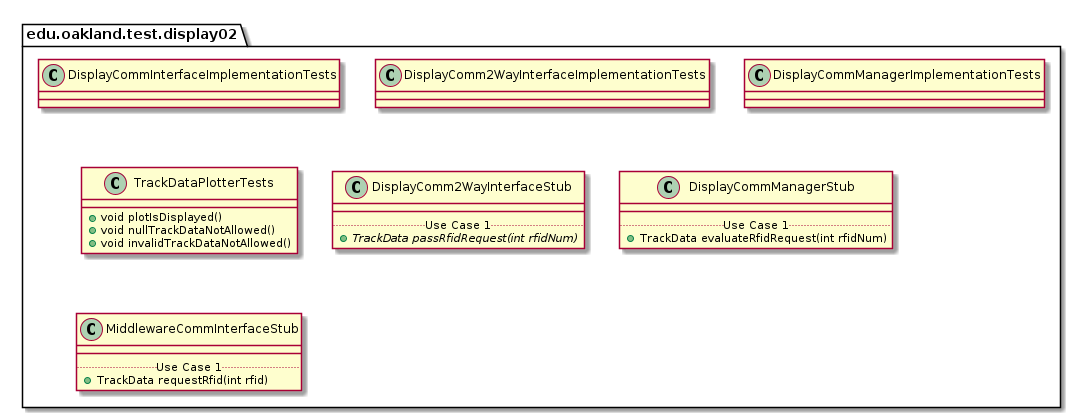 edu.oakland.test.display02
C DisplayCommInterfaceImplementationTests
C DisplayComm2WayInterfaceImplementationTests
C DisplayCommManagerImplementationTests
C TrackDataPlotterTests
void plotIsDisplayed()
void nullTrackDataNotAllowed()
void invalidTrackDataNotAllowed()
C DisplayComm2WayInterfaceStub
Use Case 1
TrackData passRfidRequest(int rfidNum)
C DisplayCommManagerStub
Use Case 1
TrackData evaluateRfidRequest(int rfidNum)
C MiddlewareCommInterfaceStub
Use Case 1
TrackData requestRfid(int rfid)